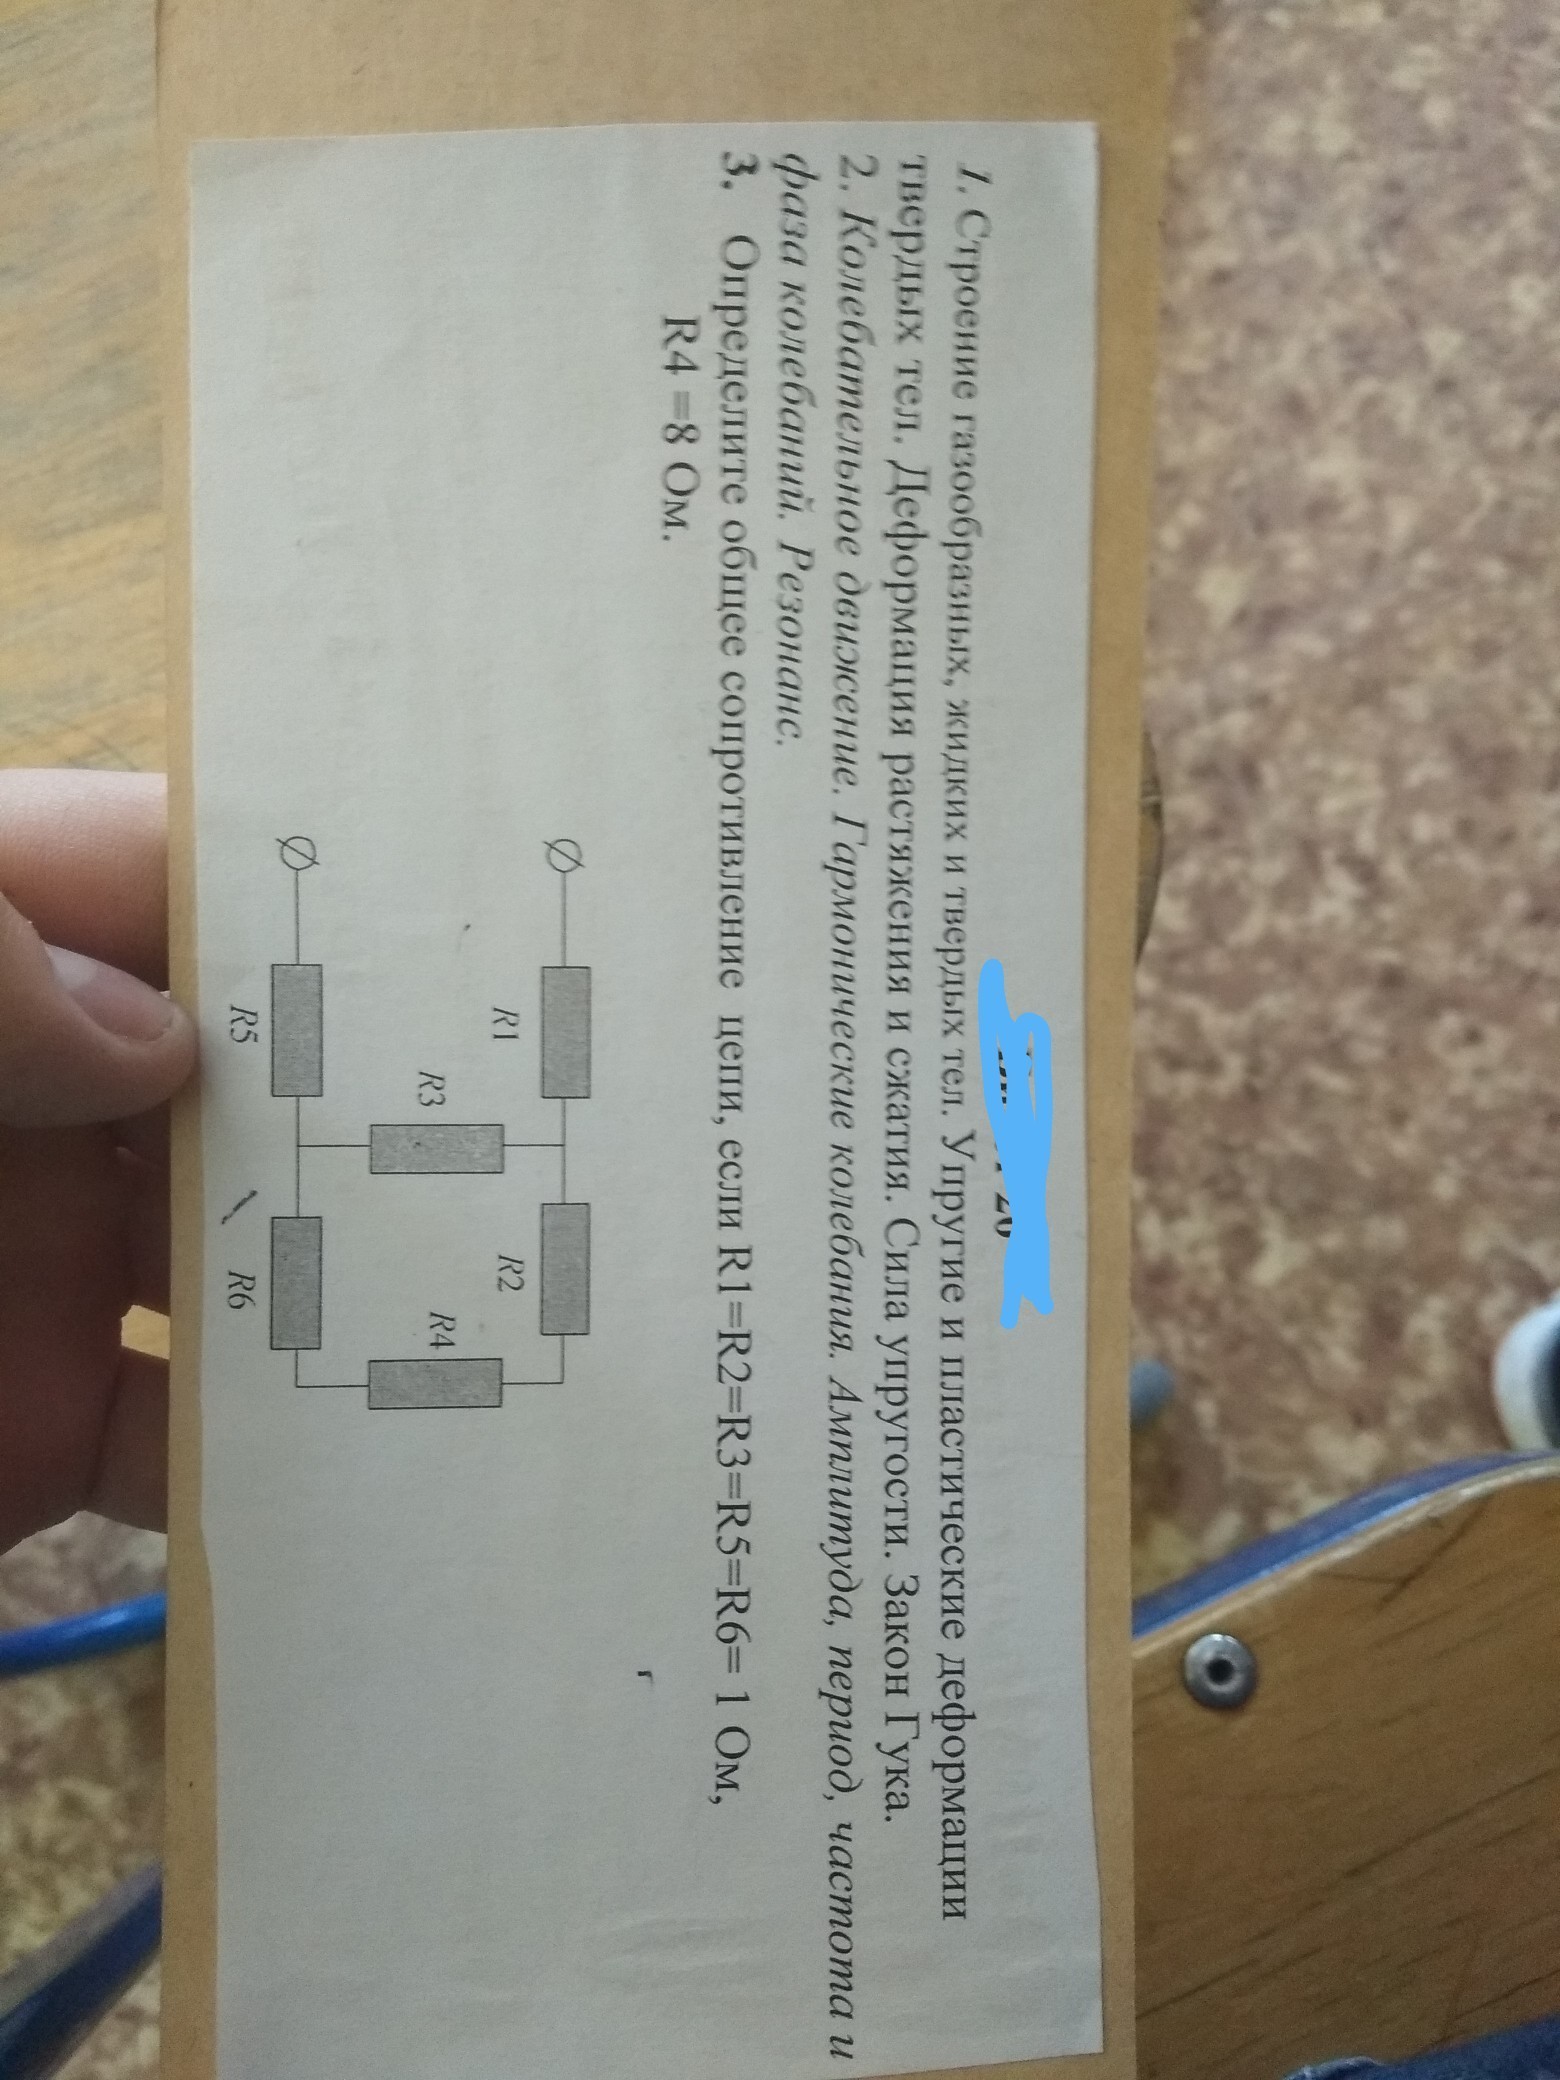 1. Строение газообразных, жидких и твердых тел. Упругие и пластические деформации
твердых тел. Деформация растяжения и сжатия. Сила упругости. Закон Гука.
2. Колебательное движение. Гармонические колебания. Амплитуда, период, частота и
фаза колебаний. Резонанс.
3. Определите общее сопротивление цепи, если R1=R2=R3=R5=R6= 1 Ом,
R4 =8 Ом.
R1
R2
R3
R4
R5
R6